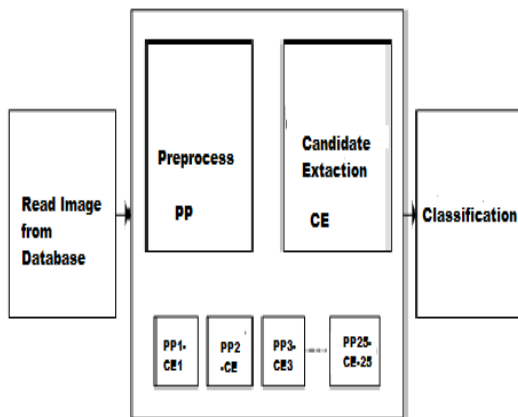 Read Image
from
Database
Preprocess
PP
Candidate
Extaction
CE
Classification
PP1-
CE1
PP2
-CE
PP3-
CE3
PP25-
CE-25